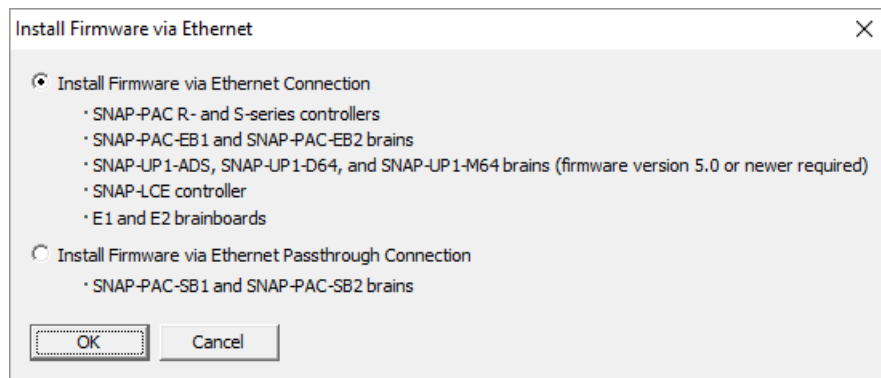 Install Firmware via Ethernet
Install Firmware via Ethernet Connection
· SNAP-PAC R- and S-series controllers
· SNAP-PAC-EB1 and SNAP-PAC-EB2 brains
· SNAP-UP1-ADS, SNAP-UP1-D64, and SNAP-UP1-M64 brains (firmware version 5.0 or newer required)
· SNAP-LCE controller
· E1 and E2 brainboards
Install Firmware via Ethernet Passthrough Connection
· SNAP-PAC-SB1 and SNAP-PAC-SB2 brains
OK Cancel